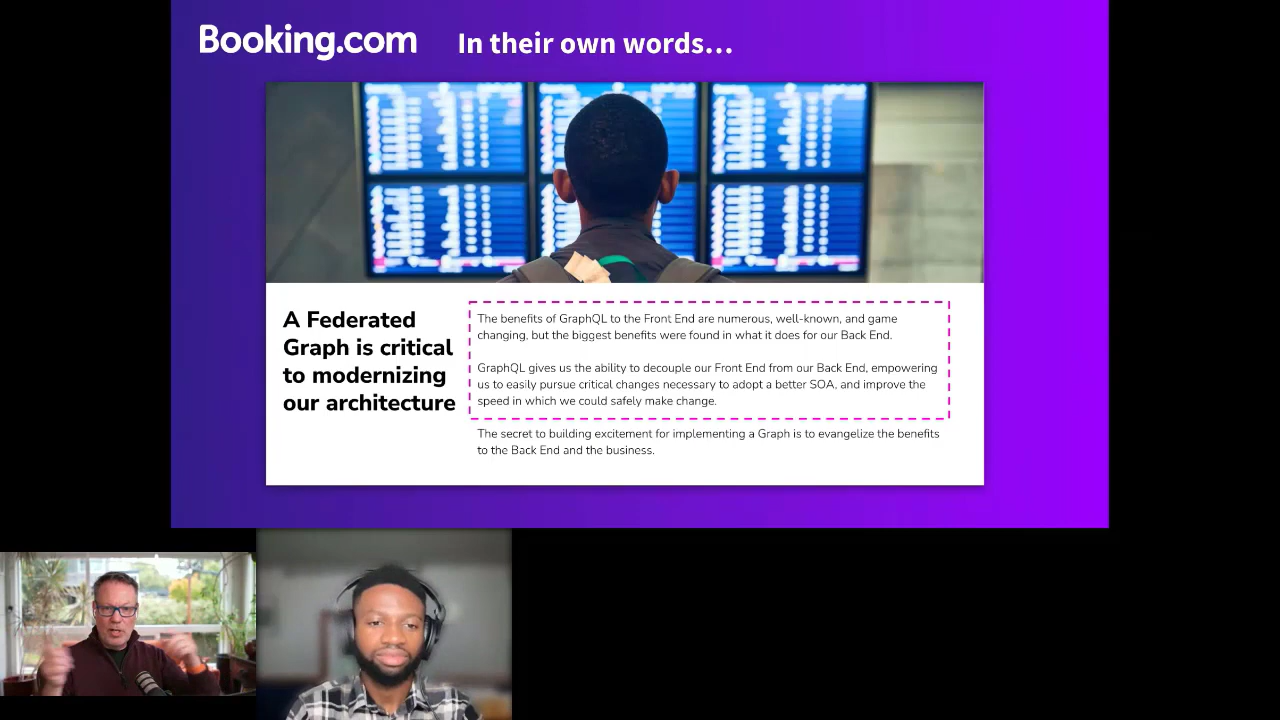 Booking.com
In their own words...
A Federated
Graph is critical
to modernizing
our architecture
The benefits of GraphQL to the Front End are numerous, well-known, and game
changing, but the biggest benefits were found in what it does for our Back End.
GraphQL gives us the ability to decouple our Front End from our Back End, empowering
us to easily pursue critical changes necessary to adopt a better SOA, and improve the
speed in which we could safely make change.
The secret to building excitement for implementing a Graph is to evangelize the benefits
to the Back End and the business.